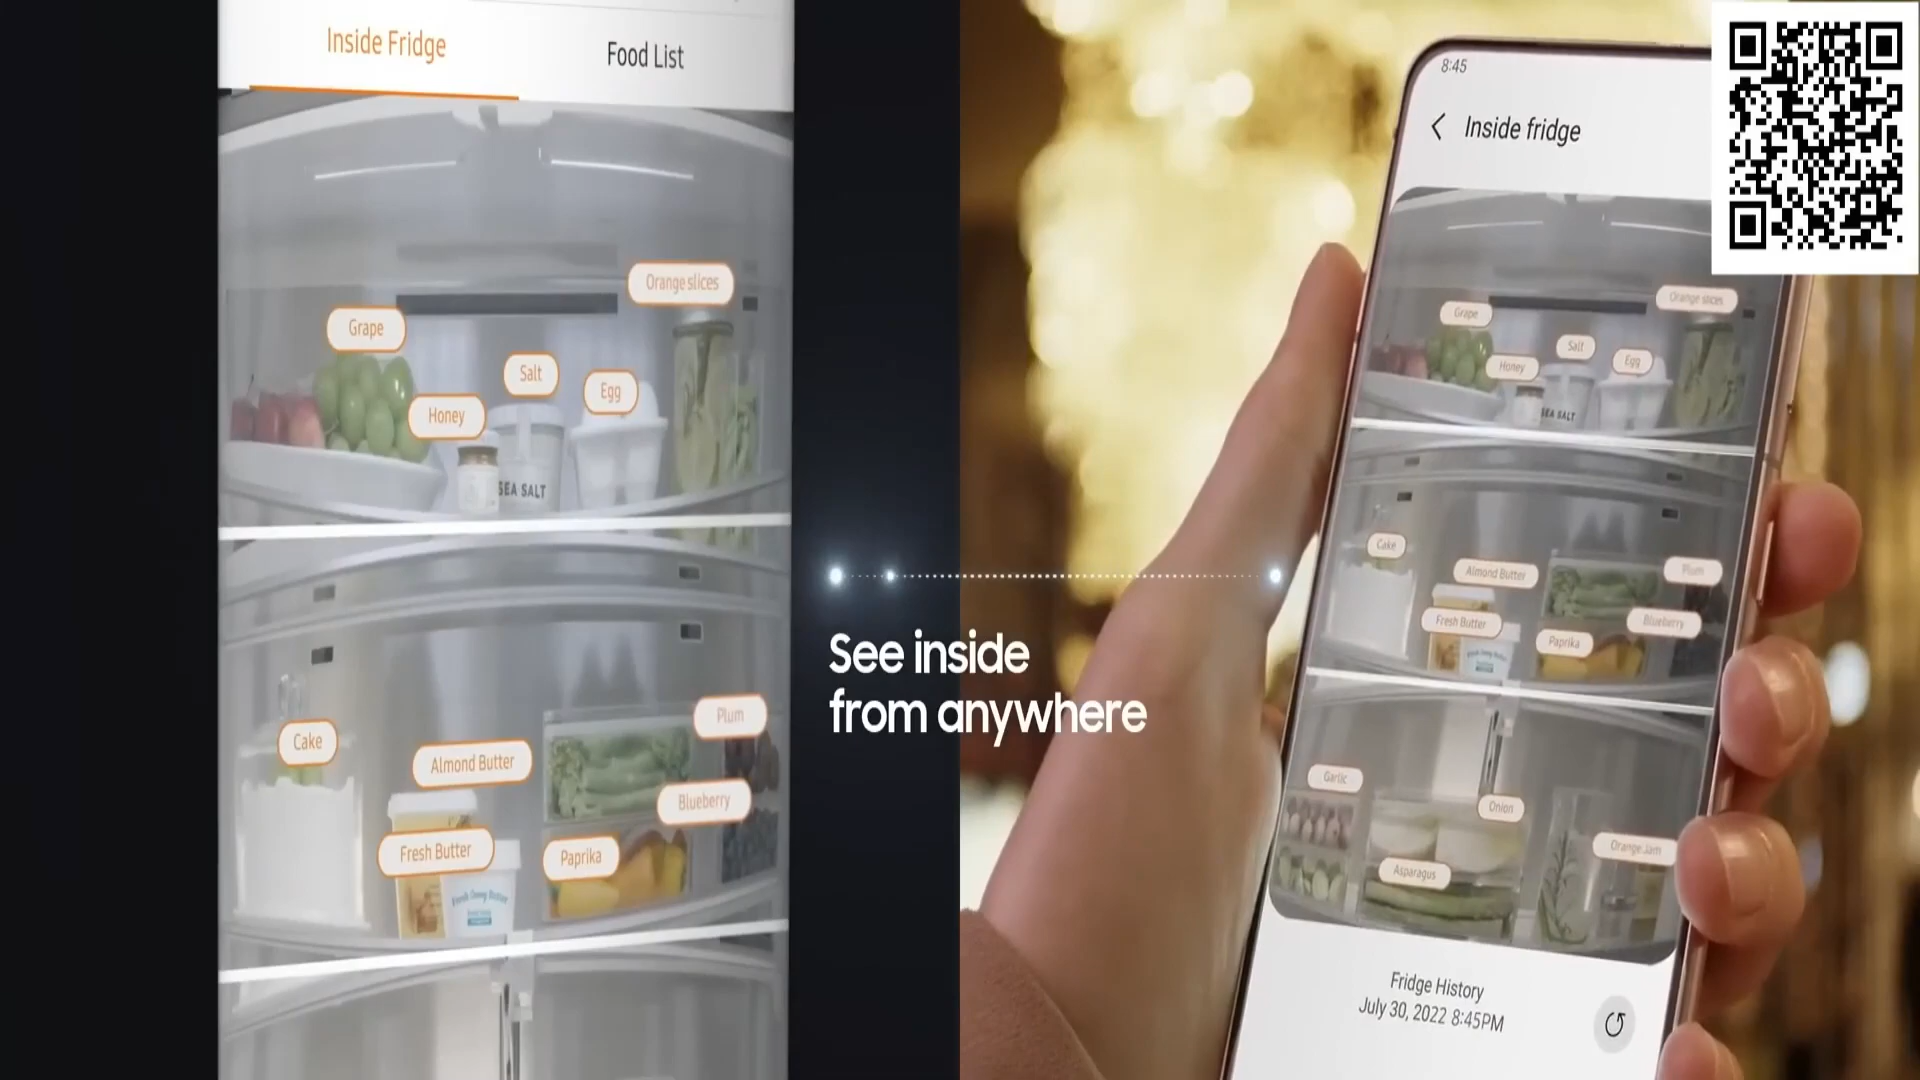 Inside Fridge
Food List
Orange slices
Grape
Salt
Egg
Honey
SEA SALT
Plum
Cake
Almond Butter
Blueberry
Fresh Butter
Paprika
See inside
from anywhere
8:45
Inside fridge
Orange slices
Grape
Salt
Egg
Honey
SEA SALT
Cake
Almond Butter
Plum
Fresh Butter
Blueberry
Paprika
Garlic
Onion
Orange Jam
Asparagus
Fridge History
July 30, 2022 8:45PM